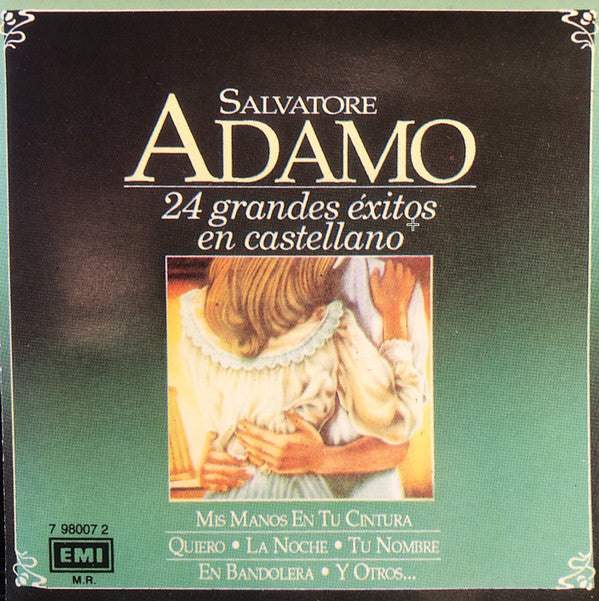 SALVATORE
ADAMO
24 grandes éxitos
en castellano
MIS MANOS EN TU CINTURA
QUIERO • LA NOCHE • TU NOMBRE
EN BANDOLERA • Y OTROS...
7 98007 2
EMI
M.R.